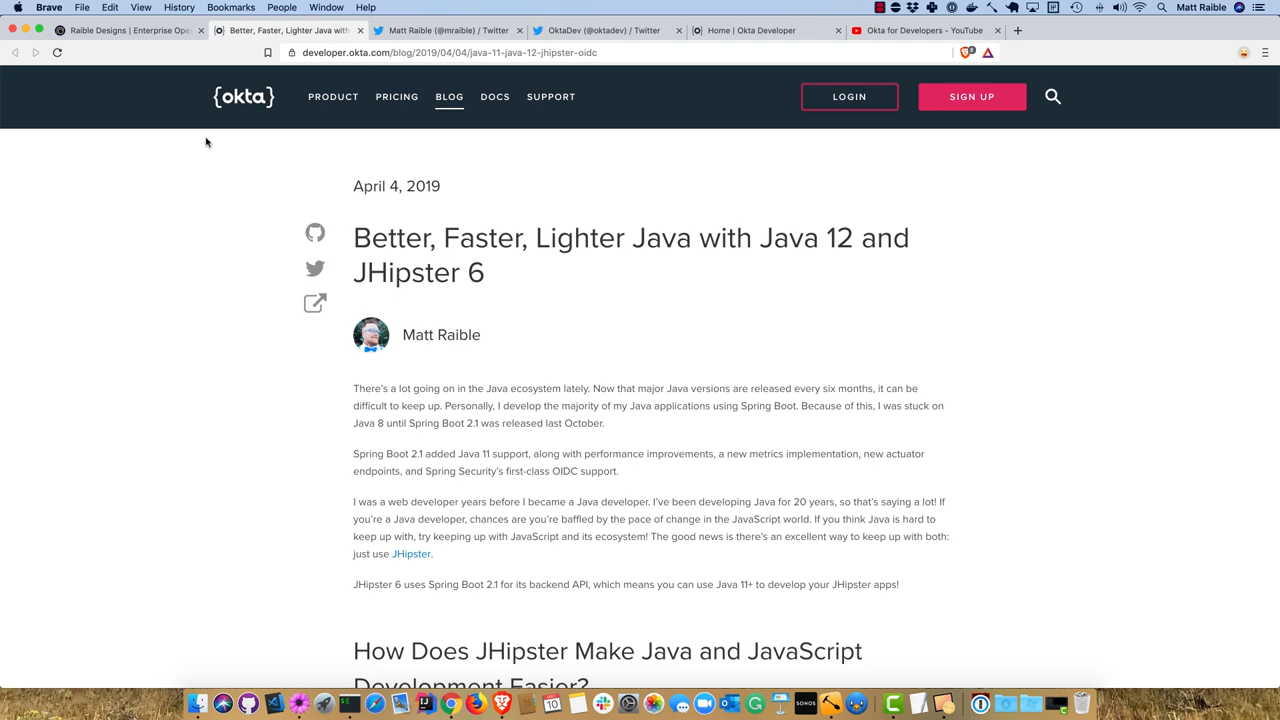 Brave File Edit View History Bookmarks People Window Help Matt Raible
Raible Designs | Enterprise Ope × Better, Faster, Lighter Java with × Matt Raible (@mraible) / Twitter × OktaDev (@oktadev) / Twitter × Home | Okta Developer × Okta for Developers - YouTube × +
developer.okta.com/blog/2019/04/04/java-11-java-12-jhipster-oidc
{okta} PRODUCT PRICING BLOG DOCS SUPPORT LOGIN SIGN UP
April 4, 2019
Better, Faster, Lighter Java with Java 12 and
JHipster 6
Matt Raible
There's a lot going on in the Java ecosystem lately. Now that major Java versions are released every six months, it can be
difficult to keep up. Personally, I develop the majority of my Java applications using Spring Boot. Because of this, I was stuck on
Java 8 until Spring Boot 2.1 was released last October.
Spring Boot 2.1 added Java 11 support, along with performance improvements, a new metrics implementation, new actuator
endpoints, and Spring Security's first-class OIDC support.
I was a web developer years before I became a Java developer. I've been developing Java for 20 years, so that's saying a lot! If
you're a Java developer, chances are you're baffled by the pace of change in the JavaScript world. If you think Java is hard to
keep up with, try keeping up with JavaScript and its ecosystem! The good news is there's an excellent way to keep up with both:
just use JHipster.
JHipster 6 uses Spring Boot 2.1 for its backend API, which means you can use Java 11+ to develop your JHipster apps!
How Does JHipster Make Java and JavaScript
Development Easier?
10 SONOS